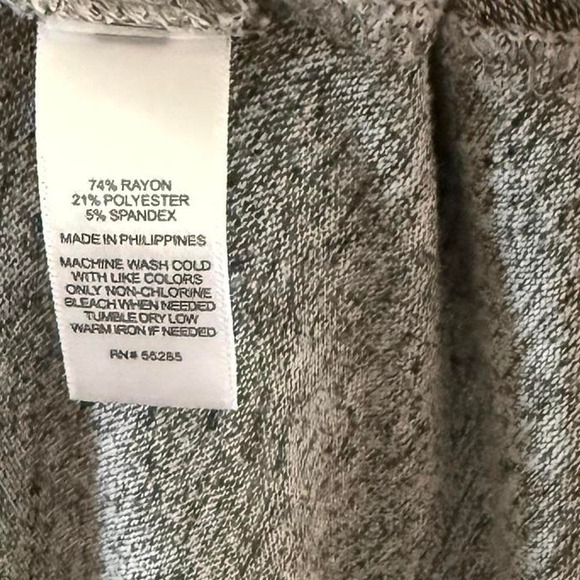 74% RAYON
21% POLYESTER
5% SPANDEX
MADE IN PHILIPPINES
MACHINE WASH COLD
WITH LIKE COLORS
ONLY NON-CHLORINE
BLEACH WHEN NEEDED
TUMBLE DRY LOW
WARM IRON IF NEEDED
RN# 55285